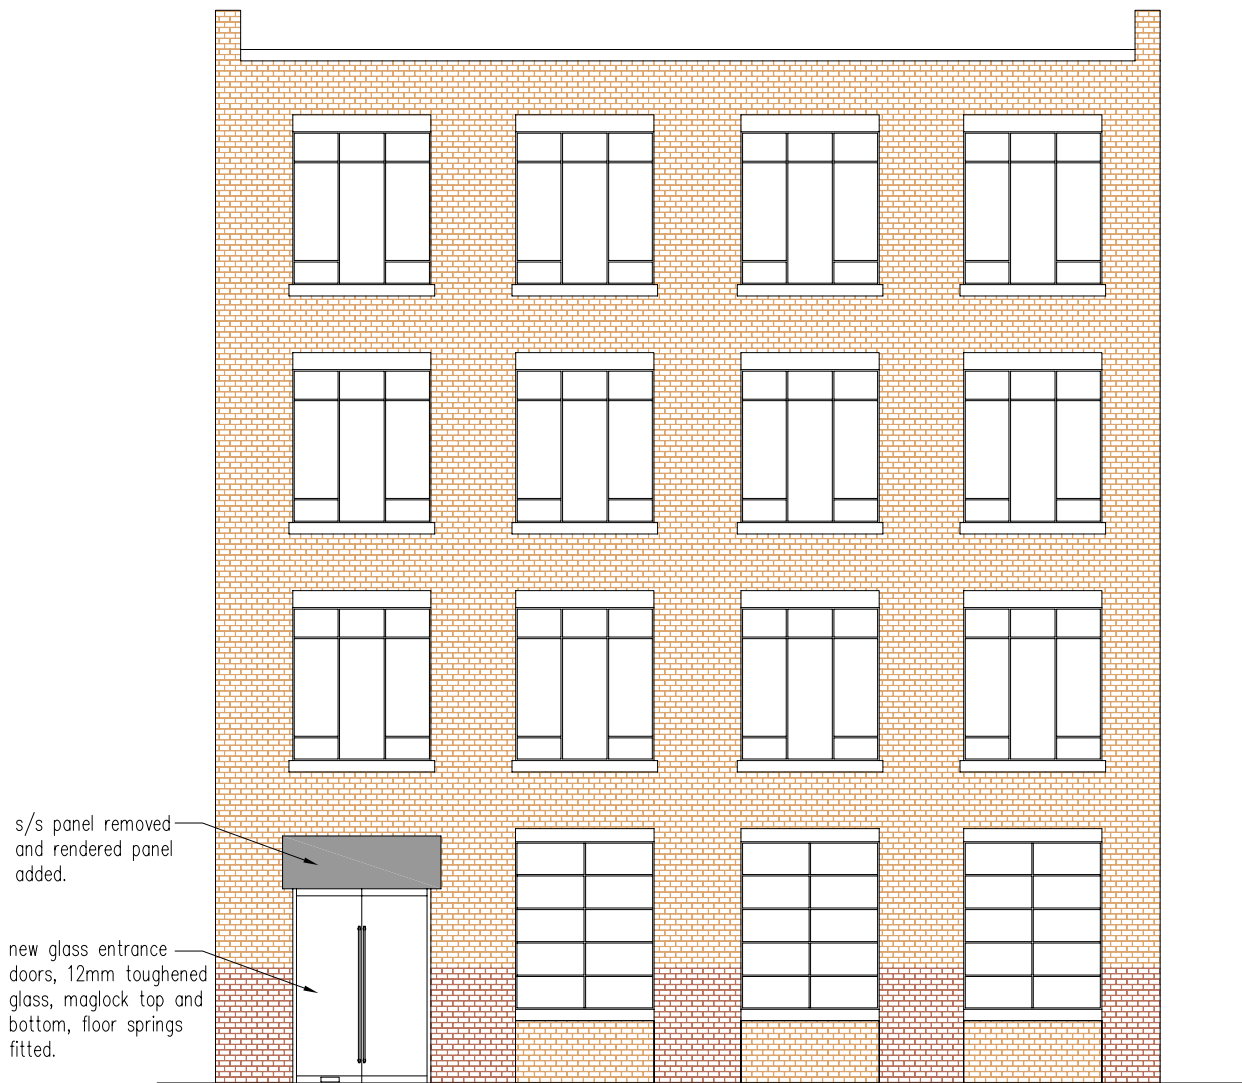 s/s panel removed
and rendered panel
added.
new glass entrance
doors, 12mm toughened
glass, maglock top and
bottom, floor springs
fitted.